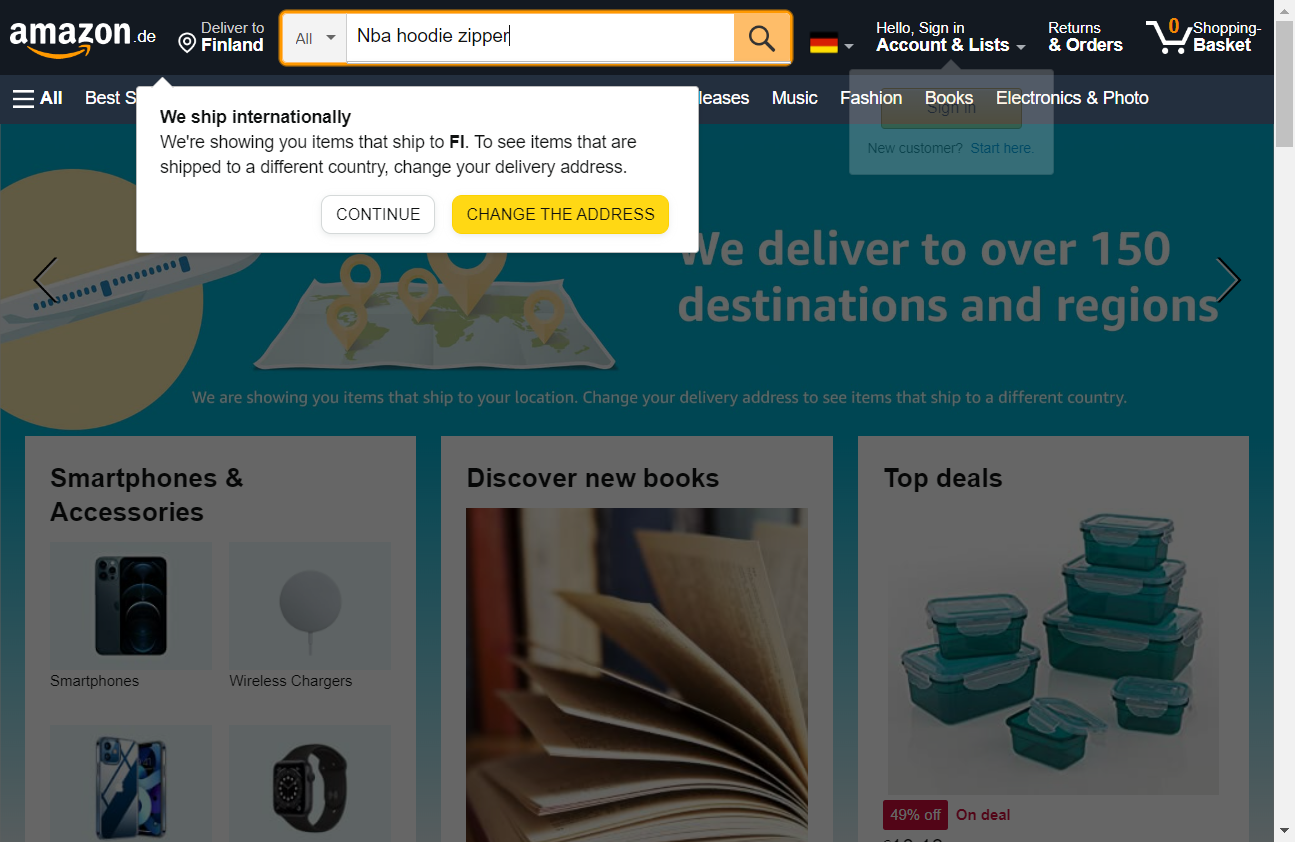 amazon.de
Deliver to
Finland
All
Nba hoodie zipper
Hello, Sign in
Account & Lists
Returns
& Orders
0
Shopping-
Basket
All
Best S
leases
Music
Fashion
Books
Electronics & Photo
Sign in
New customer? Start here.
We ship internationally
We're showing you items that ship to FI. To see items that are
shipped to a different country, change your delivery address.
CONTINUE
CHANGE THE ADDRESS
We deliver to over 150
destinations and regions
We are showing you items that ship to your location. Change your delivery address to see items that ship to a different country.
Smartphones &
Accessories
Smartphones
Wireless Chargers
Discover new books
Top deals
49% off
On deal